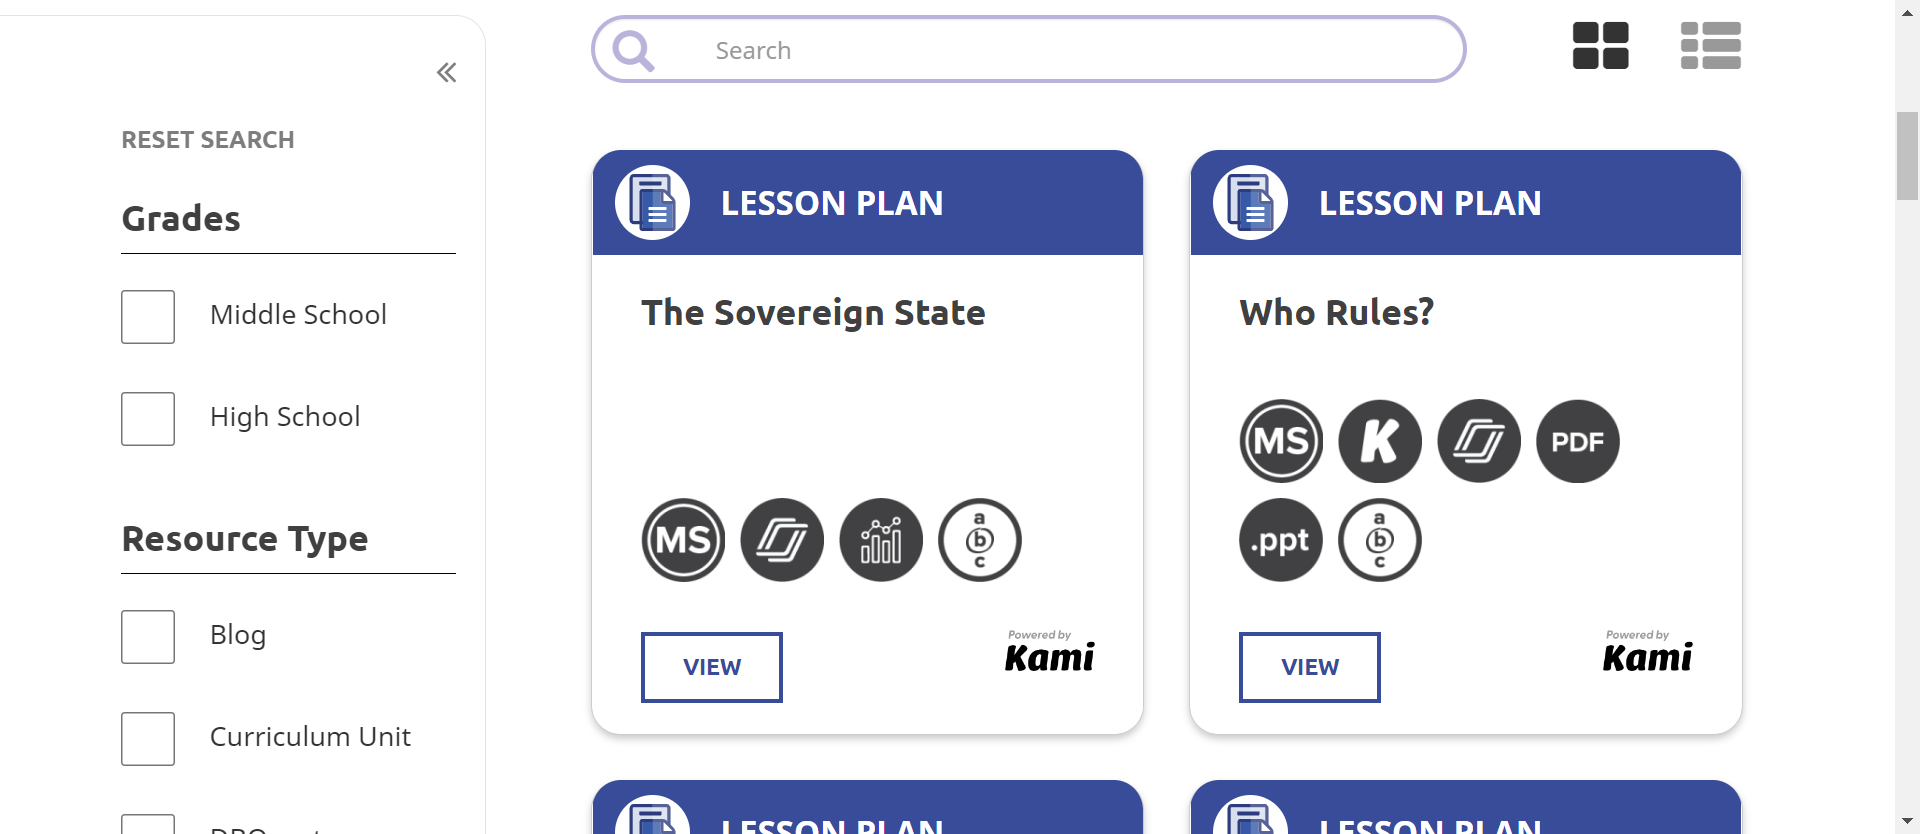 Search
RESET SEARCH
Grades
Middle School
High School
Resource Type
Blog
Curriculum Unit
LESSON PLAN
The Sovereign State
MS
a
b
c
VIEW
Powered by
Kami
LESSON PLAN
Who Rules?
MS
K
PDF
.ppt
a
b
c
VIEW
Powered by
Kami
LESSON PLAN
LESSON PLAN